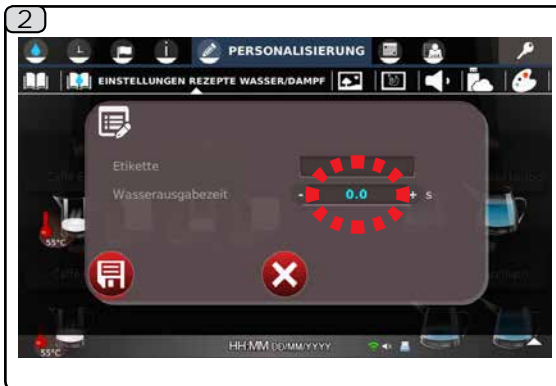 2
PERSONALISIERUNG
EINSTELLUNGEN REZEPTE WASSER/DAMPF
Etikette
Wasserausgabezeit - 0.0 + s
55°C
HH:MM DD/MM/YYYY
55°C